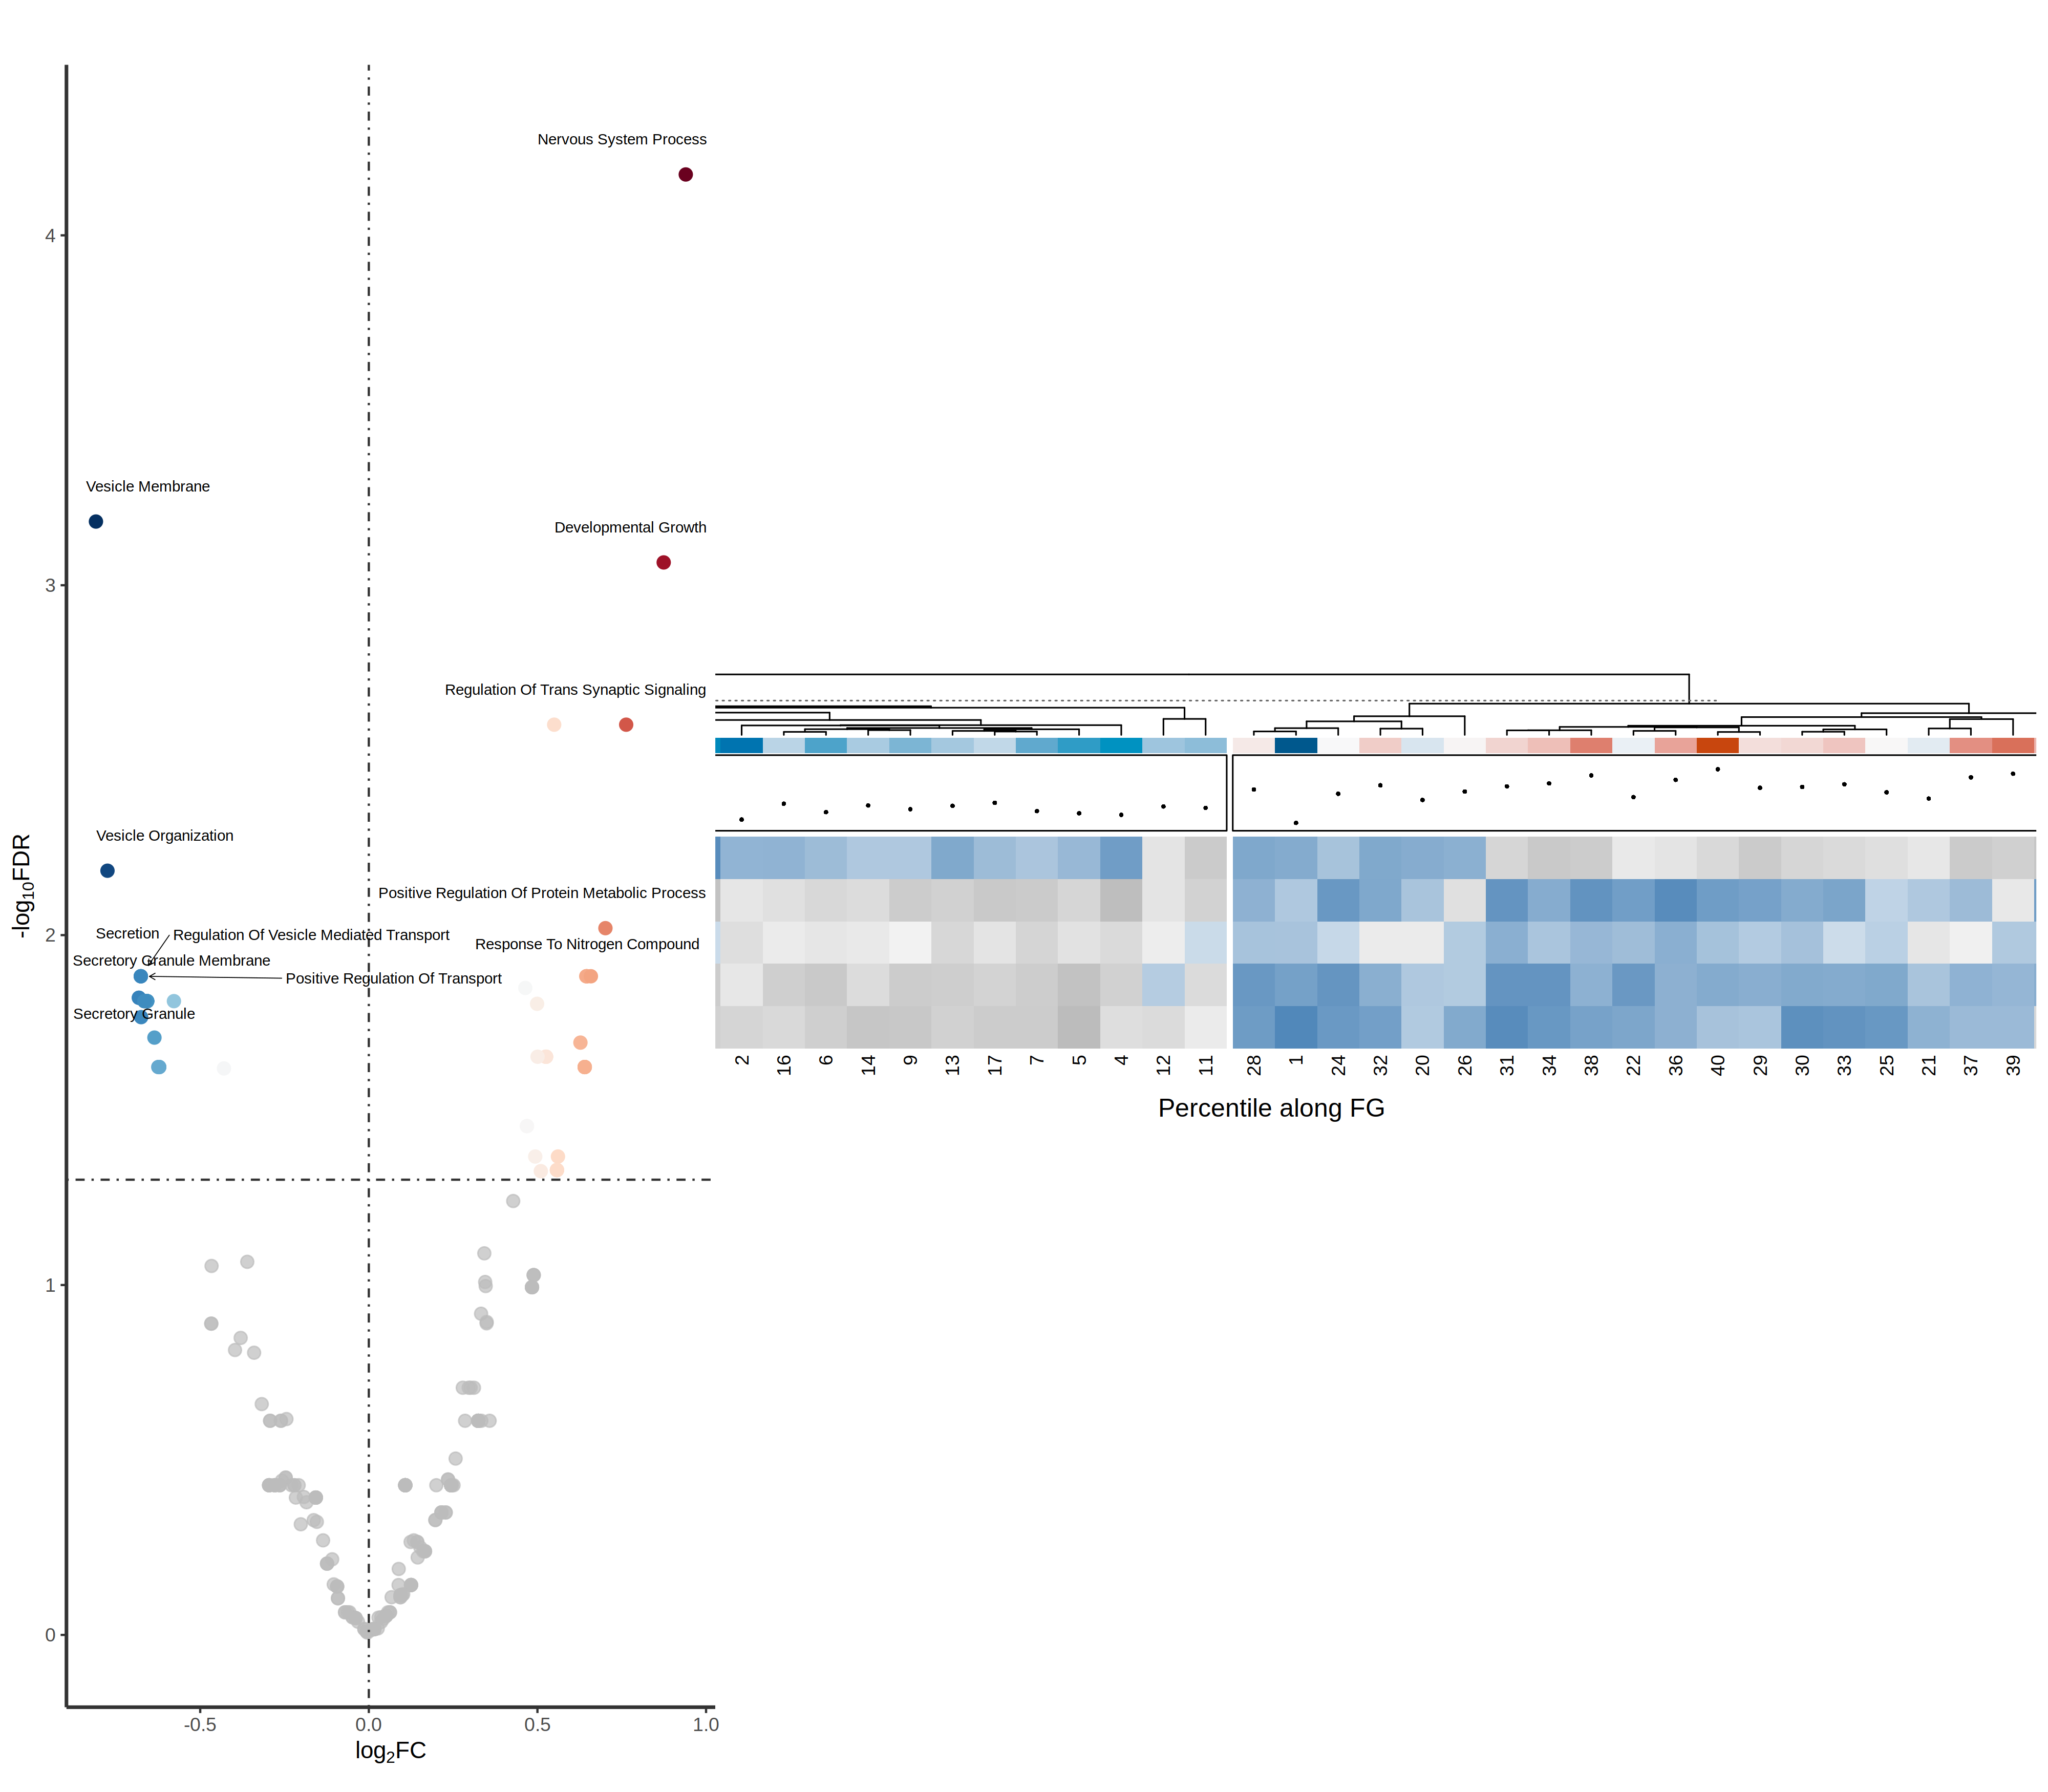 Nervous System Process
4
Vesicle Membrane
Developmental Growth
3
Regulation Of Trans Synaptic Signaling
Vesicle Organization
Positive Regulation Of Protein Metabolic Process
-log10FDR
2
Secretion
Regulation Of Vesicle Mediated Transport
Response To Nitrogen Compound
Secretory Granule Membrane
Positive Regulation Of Transport
Secretory Granule
2 16 6 14 9 13 17 7 5 4 12 11 28 1 24 32 20 26 31 34 38 22 36 40 29 30 33 25 21 37 39
Percentile along FG
1
0
-0.5 0.0 0.5 1.0
log2FC